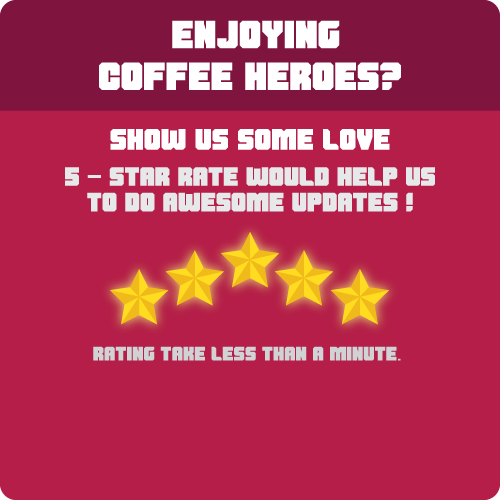 ENJOYING
COFFEE HEROES?
SHOW US SOME LOVE
5 - STAR RATE WOULD HELP US
TO DO AWESOME UPDATES !
RATING TAKE LESS THAN A MINUTE.